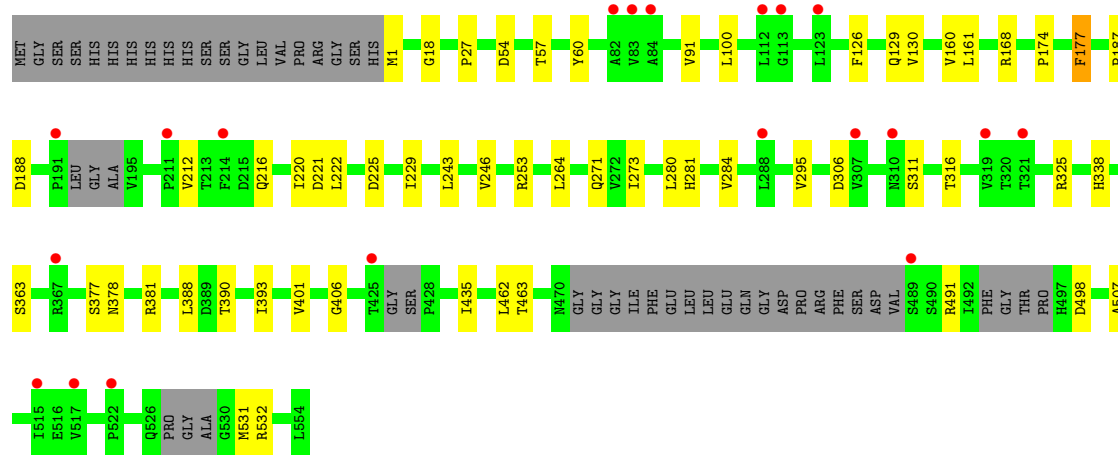 MET GLY SER SER HIS HIS HIS HIS HIS HIS SER SER GLY LEU VAL PRO ARG GLY SER HIS M1 G18 P27 D54 T57 Y60 A82 V83 A84 V91 L100 L112 G113 L123 F126 Q129 V130 V160 L161 R168 P174 F177
D188 P191 LEU GLY ALA V195 P211 V212 T213 F214 D215 Q216 I220 D221 L222 D225 I229 L243 V246 R253 L264 Q271 V272 I273 L280 H281 V284 L288 V295 D306 V307 N310 S311 T316 V319 T320 T321 R325 H338
S363 R367 S377 N378 R381 L388 D389 T390 I393 V401 G406 T425 GLY SER P428 I435 L462 T463 N470 GLY GLY GLY ILE PHE GLU LEU LEU GLU GLN GLY ASP PRO ARG PHE SER ASP VAL S489 S490 R491 I492 PHE GLY THR PRO H497 D498 A507
I515 E516 V517 P522 Q526 PRO GLY ALA G530 M531 R532 L554